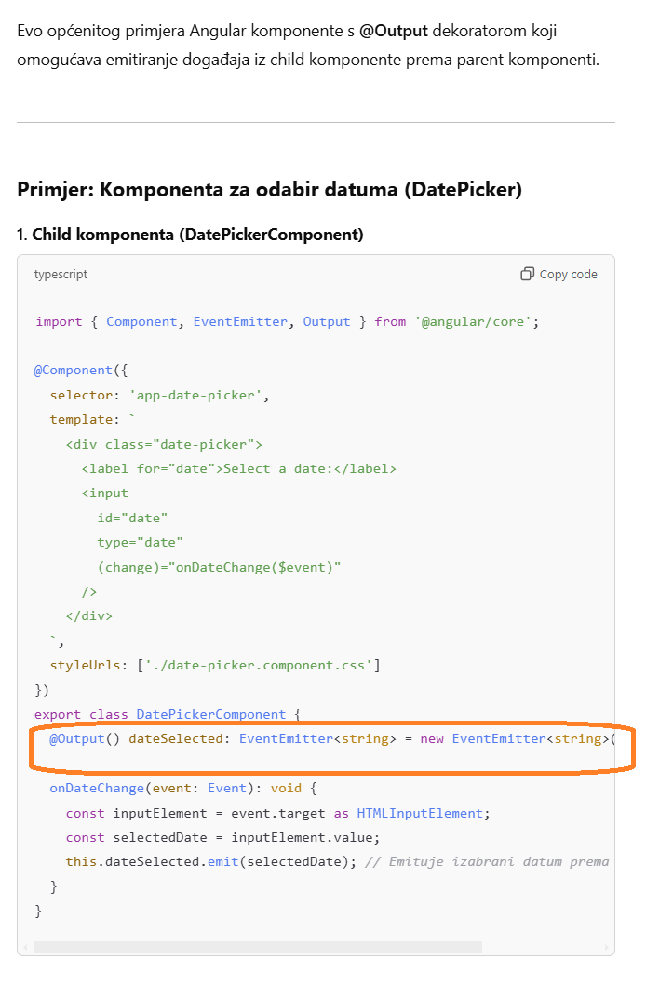 Evo općenitog primjera Angular komponente s @Output dekoratorom koji
omogućava emitiranje događaja iz child komponente prema parent komponenti.
Primjer: Komponenta za odabir datuma (DatePicker)
1. Child komponenta (DatePickerComponent)
typescript
Copy code
import { Component, EventEmitter, Output } from '@angular/core';
@Component({
  selector: 'app-date-picker',
  template: `
    <div class="date-picker">
      <label for="date">Select a date:</label>
      <input
        id="date"
        type="date"
        (change)="onDateChange($event)"
      />
    </div>
  `,
  styleUrls: ['./date-picker.component.css']
})
export class DatePickerComponent {
  @Output() dateSelected: EventEmitter<string> = new EventEmitter<string>(
  onDateChange(event: Event): void {
    const inputElement = event.target as HTMLInputElement;
    const selectedDate = inputElement.value;
    this.dateSelected.emit(selectedDate); // Emituje izabrani datum prema
  }
}